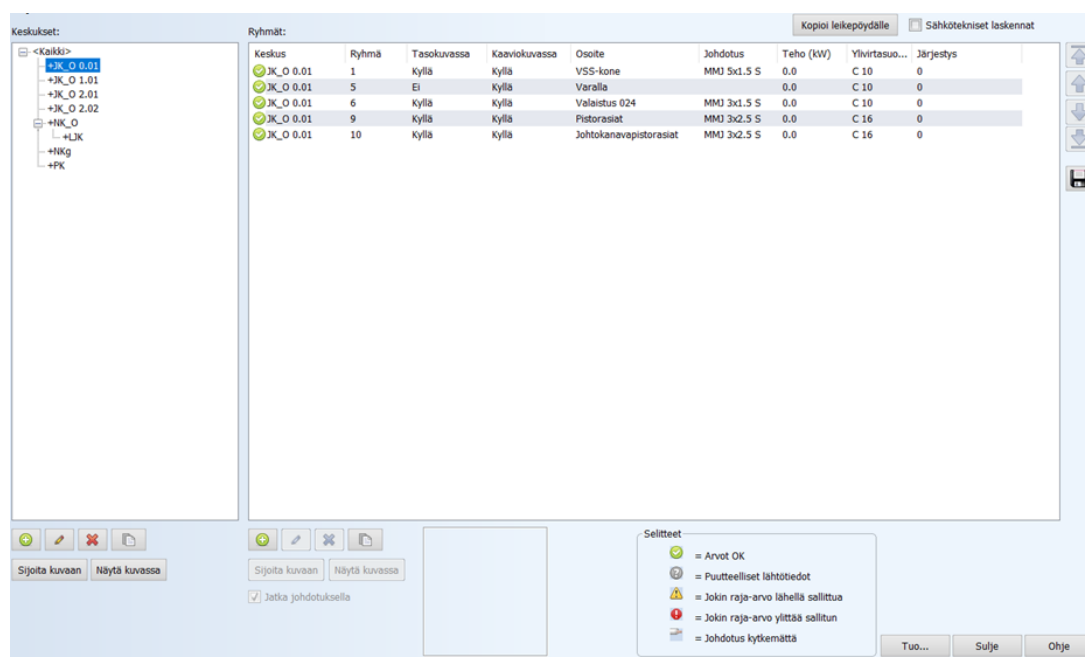 Kopioi leikepöydälle
Sähkötekniset laskennat
Keskukset:
Ryhmät:
<Kaikki>
+JK_O 0.01
+JK_O 1.01
+JK_O 2.01
+JK_O 2.02
+NK_O
+LJK
+NKg
+PK
Keskus Ryhmä Tasokuvassa Kaaviokuvassa Osoite Johdotus Teho (kW) Ylivirtasuo... Järjestys
JK_O 0.01 1 Kyllä Kyllä VSS-kone MMJ 5x1.5 S 0.0 C 10 0
JK_O 0.01 5 Ei Kyllä Varalla 0.0 C 10 0
JK_O 0.01 6 Kyllä Kyllä Valaistus 024 MMJ 3x1.5 S 0.0 C 10 0
JK_O 0.01 9 Kyllä Kyllä Pistorasiat MMJ 3x2.5 S 0.0 C 16 0
JK_O 0.01 10 Kyllä Kyllä Johtokanavapistorasiat MMJ 3x2.5 S 0.0 C 16 0
Sijoita kuvaan Näytä kuvassa
Sijoita kuvaan Näytä kuvassa
Jatka johdotuksella
Selitteet
= Arvot OK
= Puutteelliset lähtötiedot
= Jokin raja-arvo lähellä sallittua
= Jokin raja-arvo ylittää sallitun
= Johdotus kytkemättä
Tuo... Sulje Ohje